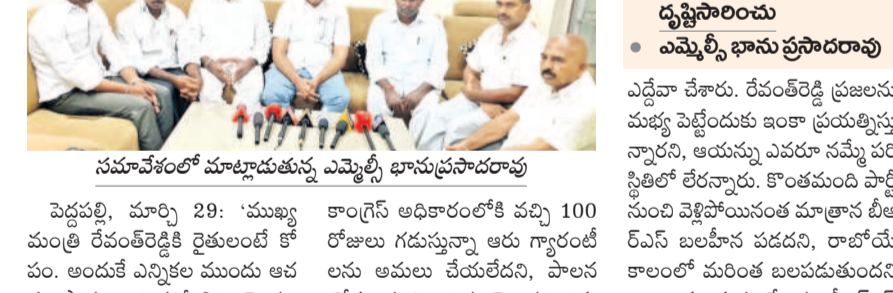 సమావేశంలో మాట్లాడుతున్న ఎమ్మెల్సీ భానుప్రసాదరావు
పెద్దపల్లి, మార్చి 29: ‘ముఖ్య
మంత్రి రేవంత్‌రెడ్డికి రైతులంటే కో
పం. అందుకే ఎన్నికల ముందు ఆచ
కాంగ్రెస్ అధికారంలోకి వచ్చి 100
రోజులు గడుస్తున్నా ఆరు గ్యారంటీ
లను అమలు చేయలేదని, పాలన
దృష్టిసారించు
● ఎమ్మెల్సీ భానుప్రసాదరావు
ఎద్దేవా చేశారు. రేవంత్‌రెడ్డి ప్రజలను
మభ్య పెట్టేందుకు ఇంకా ప్రయత్నిస్తు
న్నారని, ఆయన్ను ఎవరూ నమ్మే పరి
స్థితిలో లేరన్నారు. కొంతమంది పార్టీ
నుంచి వెళ్లిపోయినంత మాత్రాన బీఆ
ర్ఎస్ బలహీన పడదని, రాబోయే
కాలంలో మరింత బలపడుతుందని